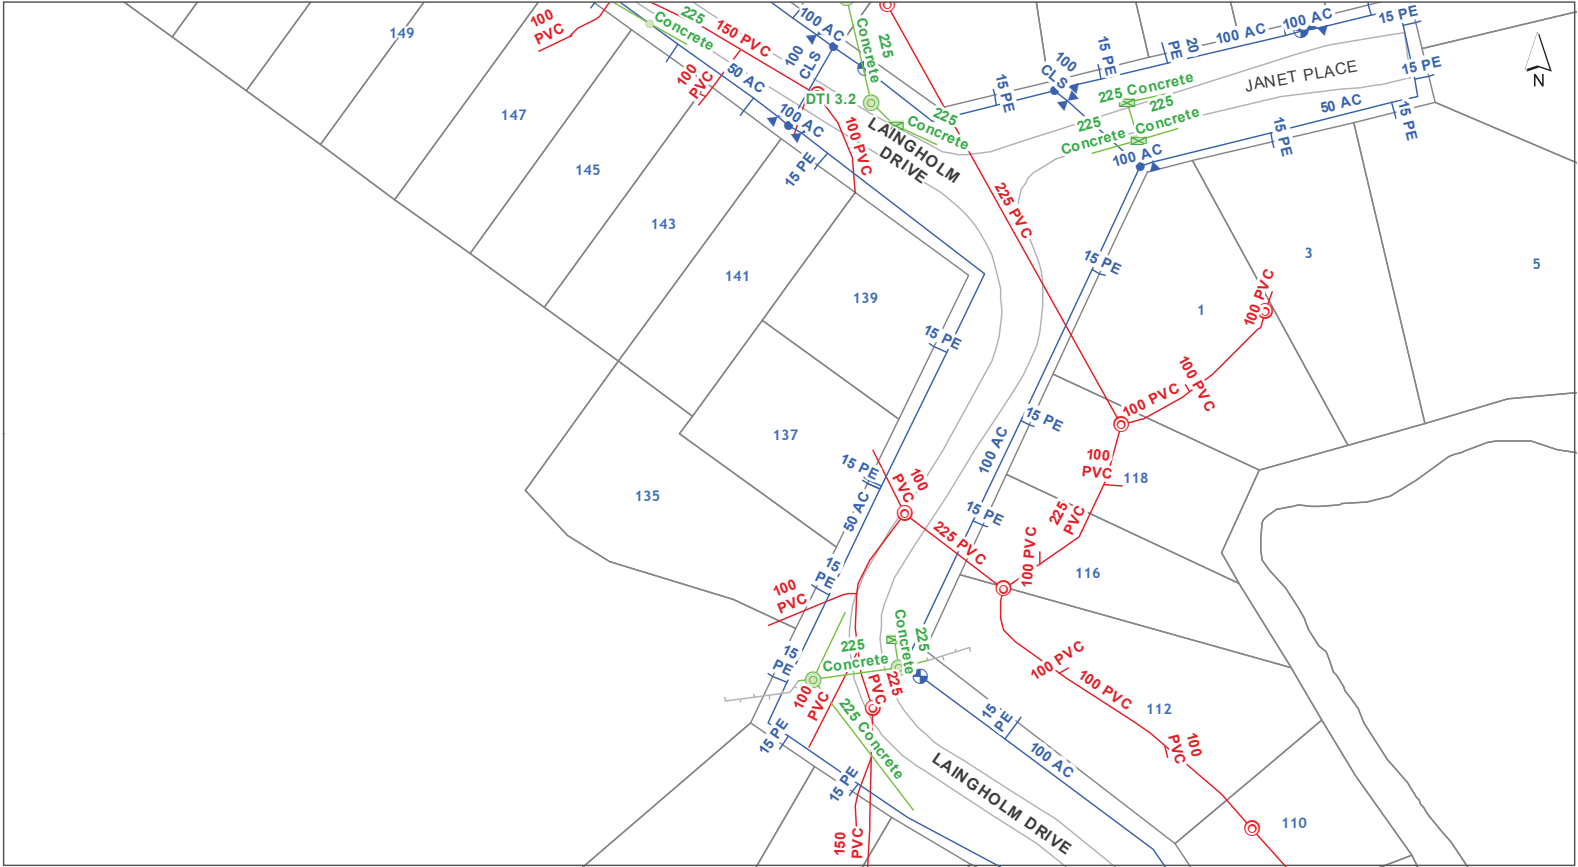 100
PVC
149
225
Concrete
150 PVC
100 AC
225
Concrete
100
CLS
100
PVC
50 AC
DTI 3.2
100 AC
100 PVC
15 PE
147
145
143
141
139
137
135
LAINGHOLM
DRIVE
225
Concrete
15 PE
100
CLS
15 PE
20
PE
100 AC
100 AC
15 PE
15 PE
JANET PLACE
225 Concrete
225
Concrete
225
Concrete
100 AC
50 AC
15 PE
15 PE
N
225 PVC
15 PE
3
5
1
100 PVC
100 PVC
100 PVC
15 PE
15 PE
100
PVC
118
225
PVC
100 AC
15 PE
15 PE
50 AC
100
PVC
225 PVC
100 PVC
116
15
PE
100
PVC
225
Concrete
225
Concrete
15
PE
100
PVC
225
PVC
225 Concrete
15 PE
15 PE
150
PVC
15
PE
100 AC
LAINGHOLM DRIVE
100 PVC
100 PVC
112
100
PVC
110